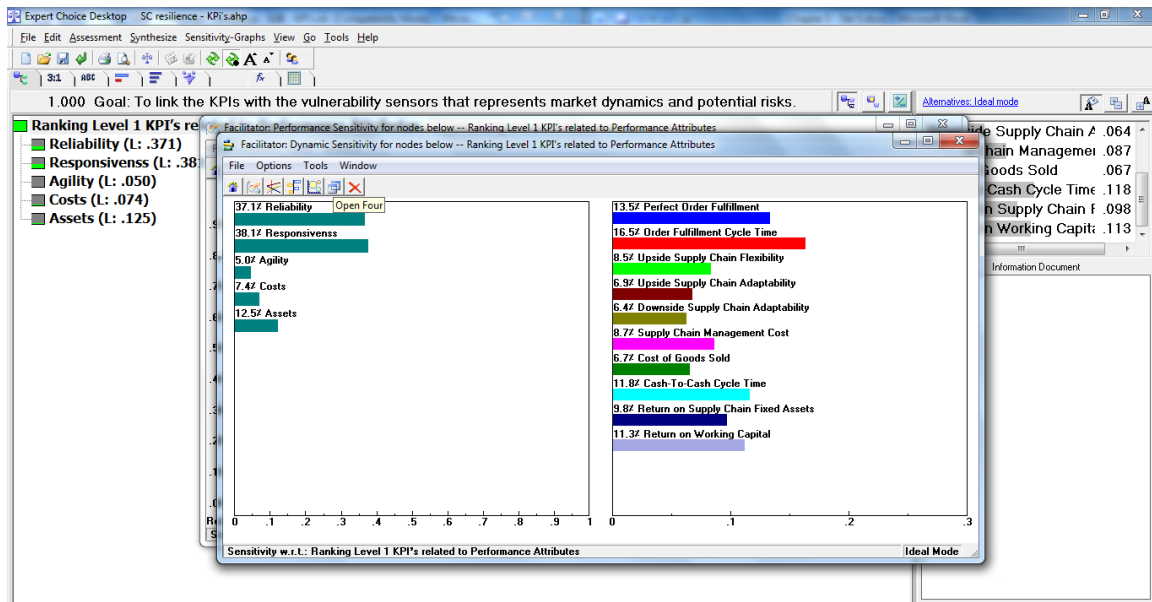 Expert Choice Desktop SC resilience - KPi's.ahp
File Edit Assessment Synthesize Sensitivity-Graphs View Go Tools Help
3:1 ABC fx
1.000 Goal: To link the KPIs with the vulnerability sensors that represents market dynamics and potential risks.
Alternatives: Ideal mode
Ranking Level 1 KPI's re
Reliability (L: .371)
Responsivenss (L: .38
Agility (L: .050)
Costs (L: .074)
Assets (L: .125)
Facilitator: Performance Sensitivity for nodes below -- Ranking Level 1 KPI's related to Performance Attributes
Facilitator: Dynamic Sensitivity for nodes below -- Ranking Level 1 KPI's related to Performance Attributes
File Options Tools Window
Open Four
37.1% Reliability
38.1% Responsivenss
5.0% Agility
7.4% Costs
12.5% Assets
0 .1 .2 .3 .4 .5 .6 .7 .8 .9 1
13.5% Perfect Order Fulfillment
16.5% Order Fulfillment Cycle Time
8.5% Upside Supply Chain Flexibility
6.9% Upside Supply Chain Adaptability
6.4% Downside Supply Chain Adaptability
8.7% Supply Chain Management Cost
6.7% Cost of Goods Sold
11.8% Cash-To-Cash Cycle Time
9.8% Return on Supply Chain Fixed Assets
11.3% Return on Working Capital
0 .1 .2 .3
Sensitivity w.r.t.: Ranking Level 1 KPI's related to Performance Attributes
Ideal Mode
de Supply Chain A .064
hain Managemei .087
Goods Sold .067
-Cash Cycle Time .118
n Supply Chain F .098
n Working Capita .113
Information Document